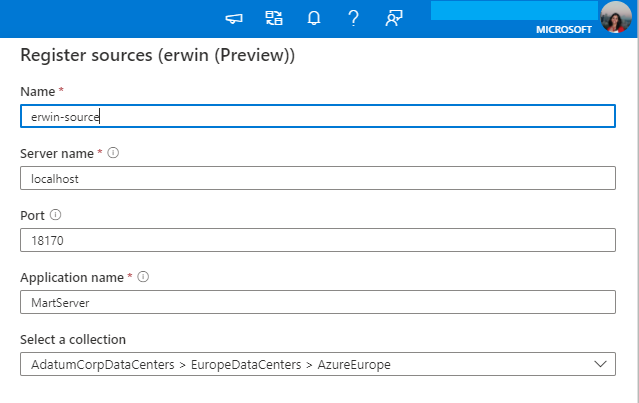 MICROSOFT
Register sources (erwin (Preview))
Name *
erwin-source
Server name *
localhost
Port
18170
Application name *
MartServer
Select a collection
AdatumCorpDataCenters > EuropeDataCenters > AzureEurope